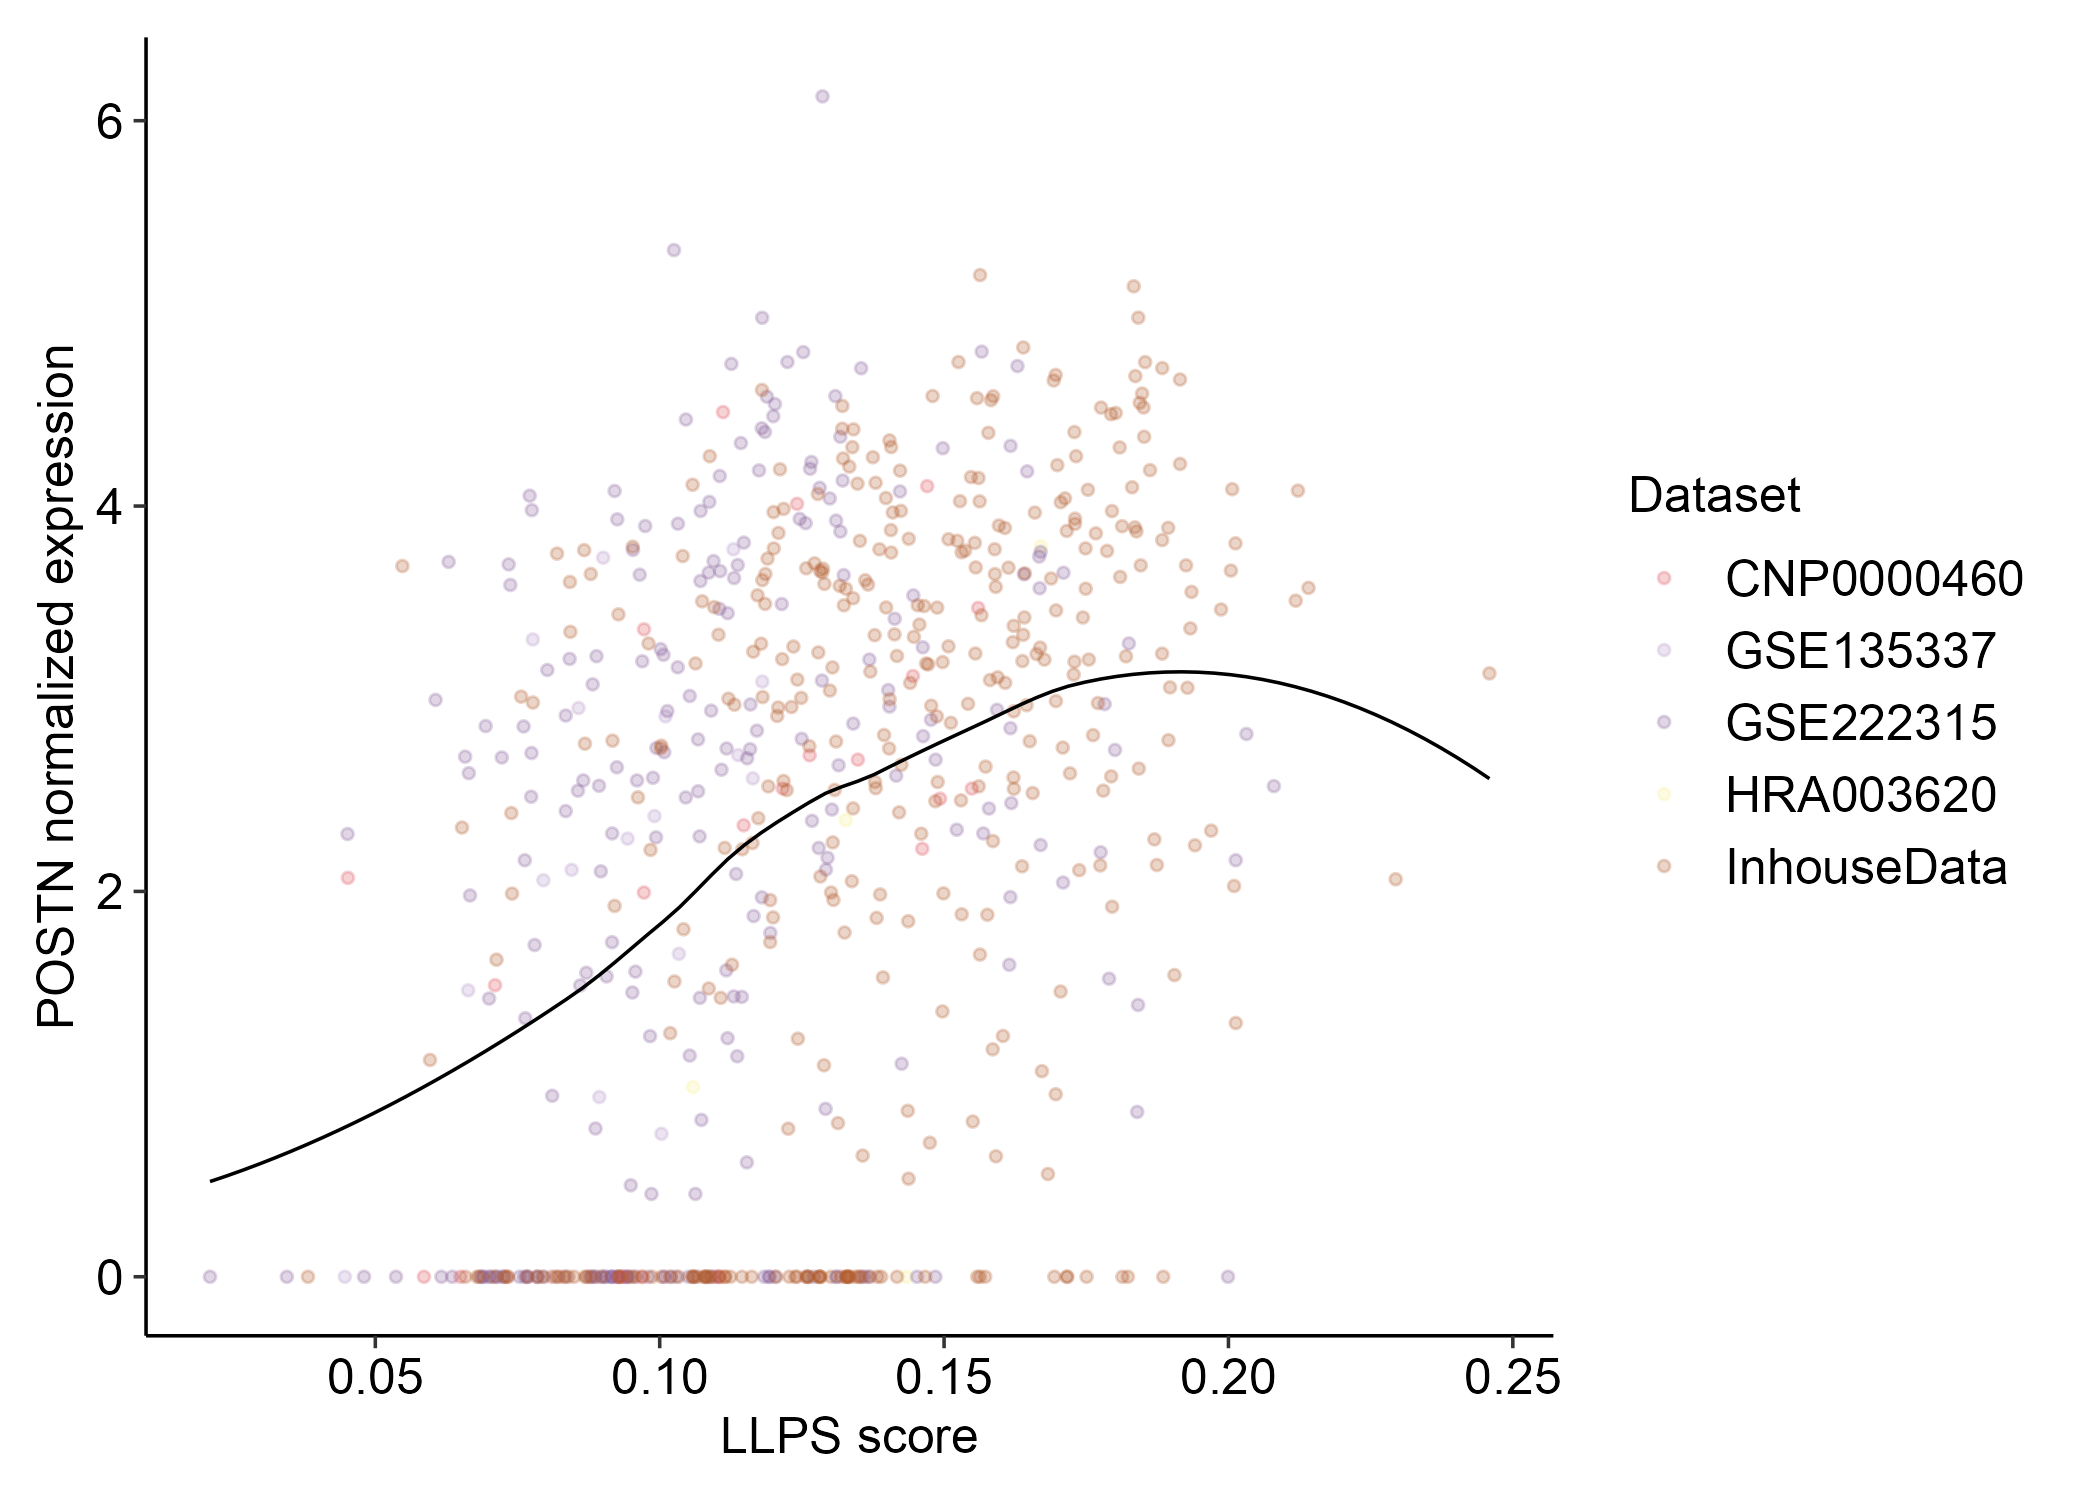 6
4
2
0
POSTN normalized expression
0.05 0.10 0.15 0.20 0.25
LLPS score
Dataset
CNP0000460
GSE135337
GSE222315
HRA003620
InhouseData